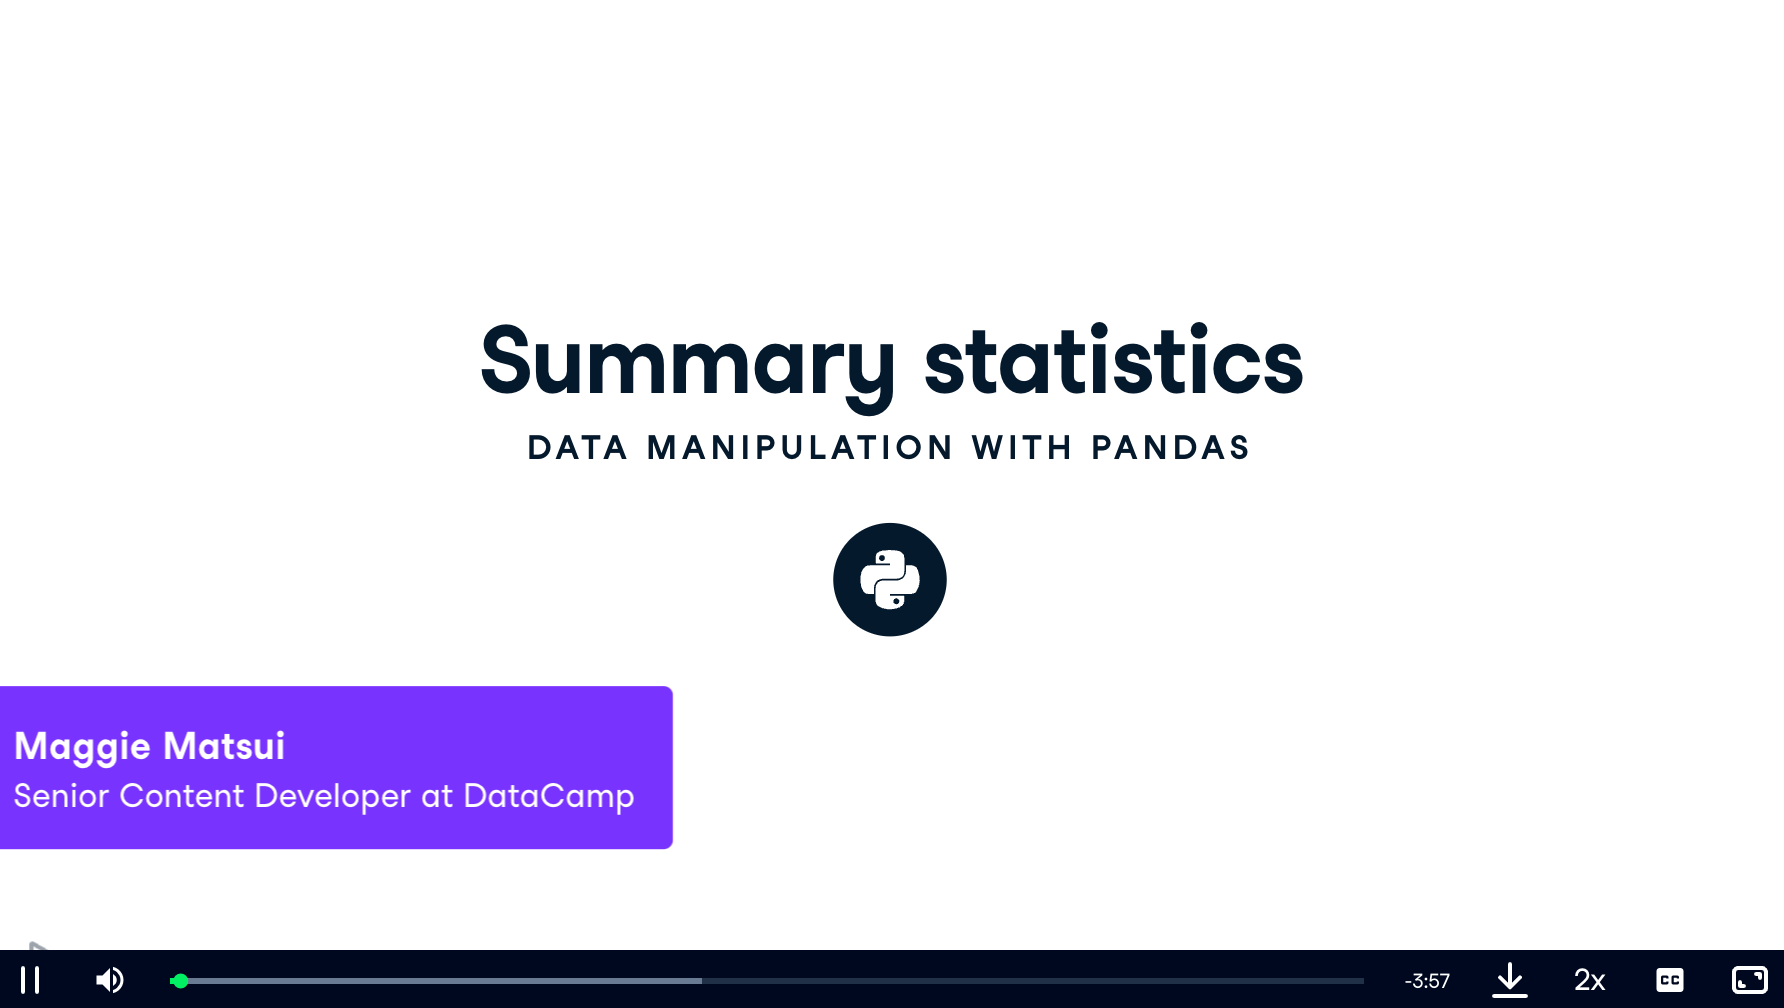 Summary statistics
DATA MANIPULATION WITH PANDAS
Maggie Matsui
Senior Content Developer at DataCamp
-3:57
2x
CC